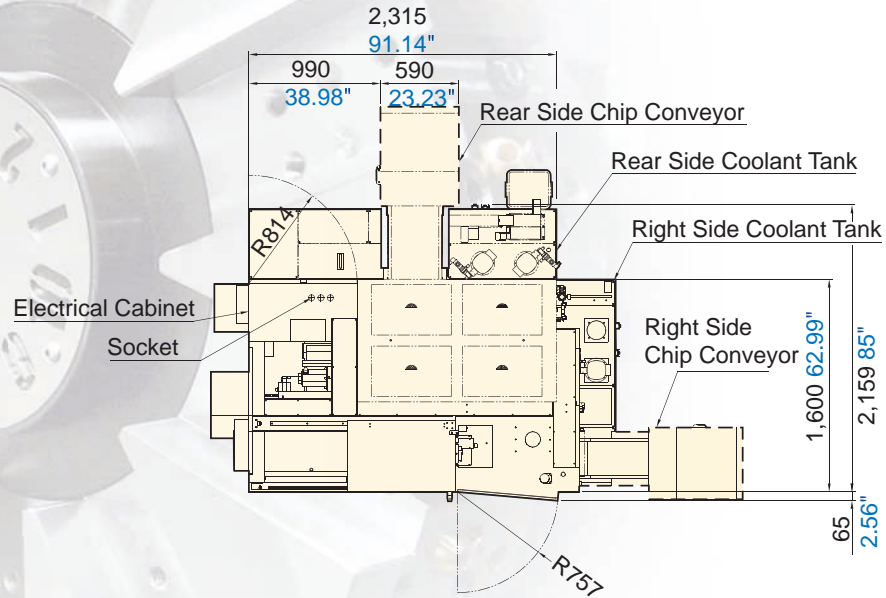 2,315
91.14"
990
38.98"
590
23.23"
Rear Side Chip Conveyor
Rear Side Coolant Tank
R814
Right Side Coolant Tank
Electrical Cabinet
Socket
Right Side
Chip Conveyor
1,600 62.99"
2,159 85"
65
2.56"
R757